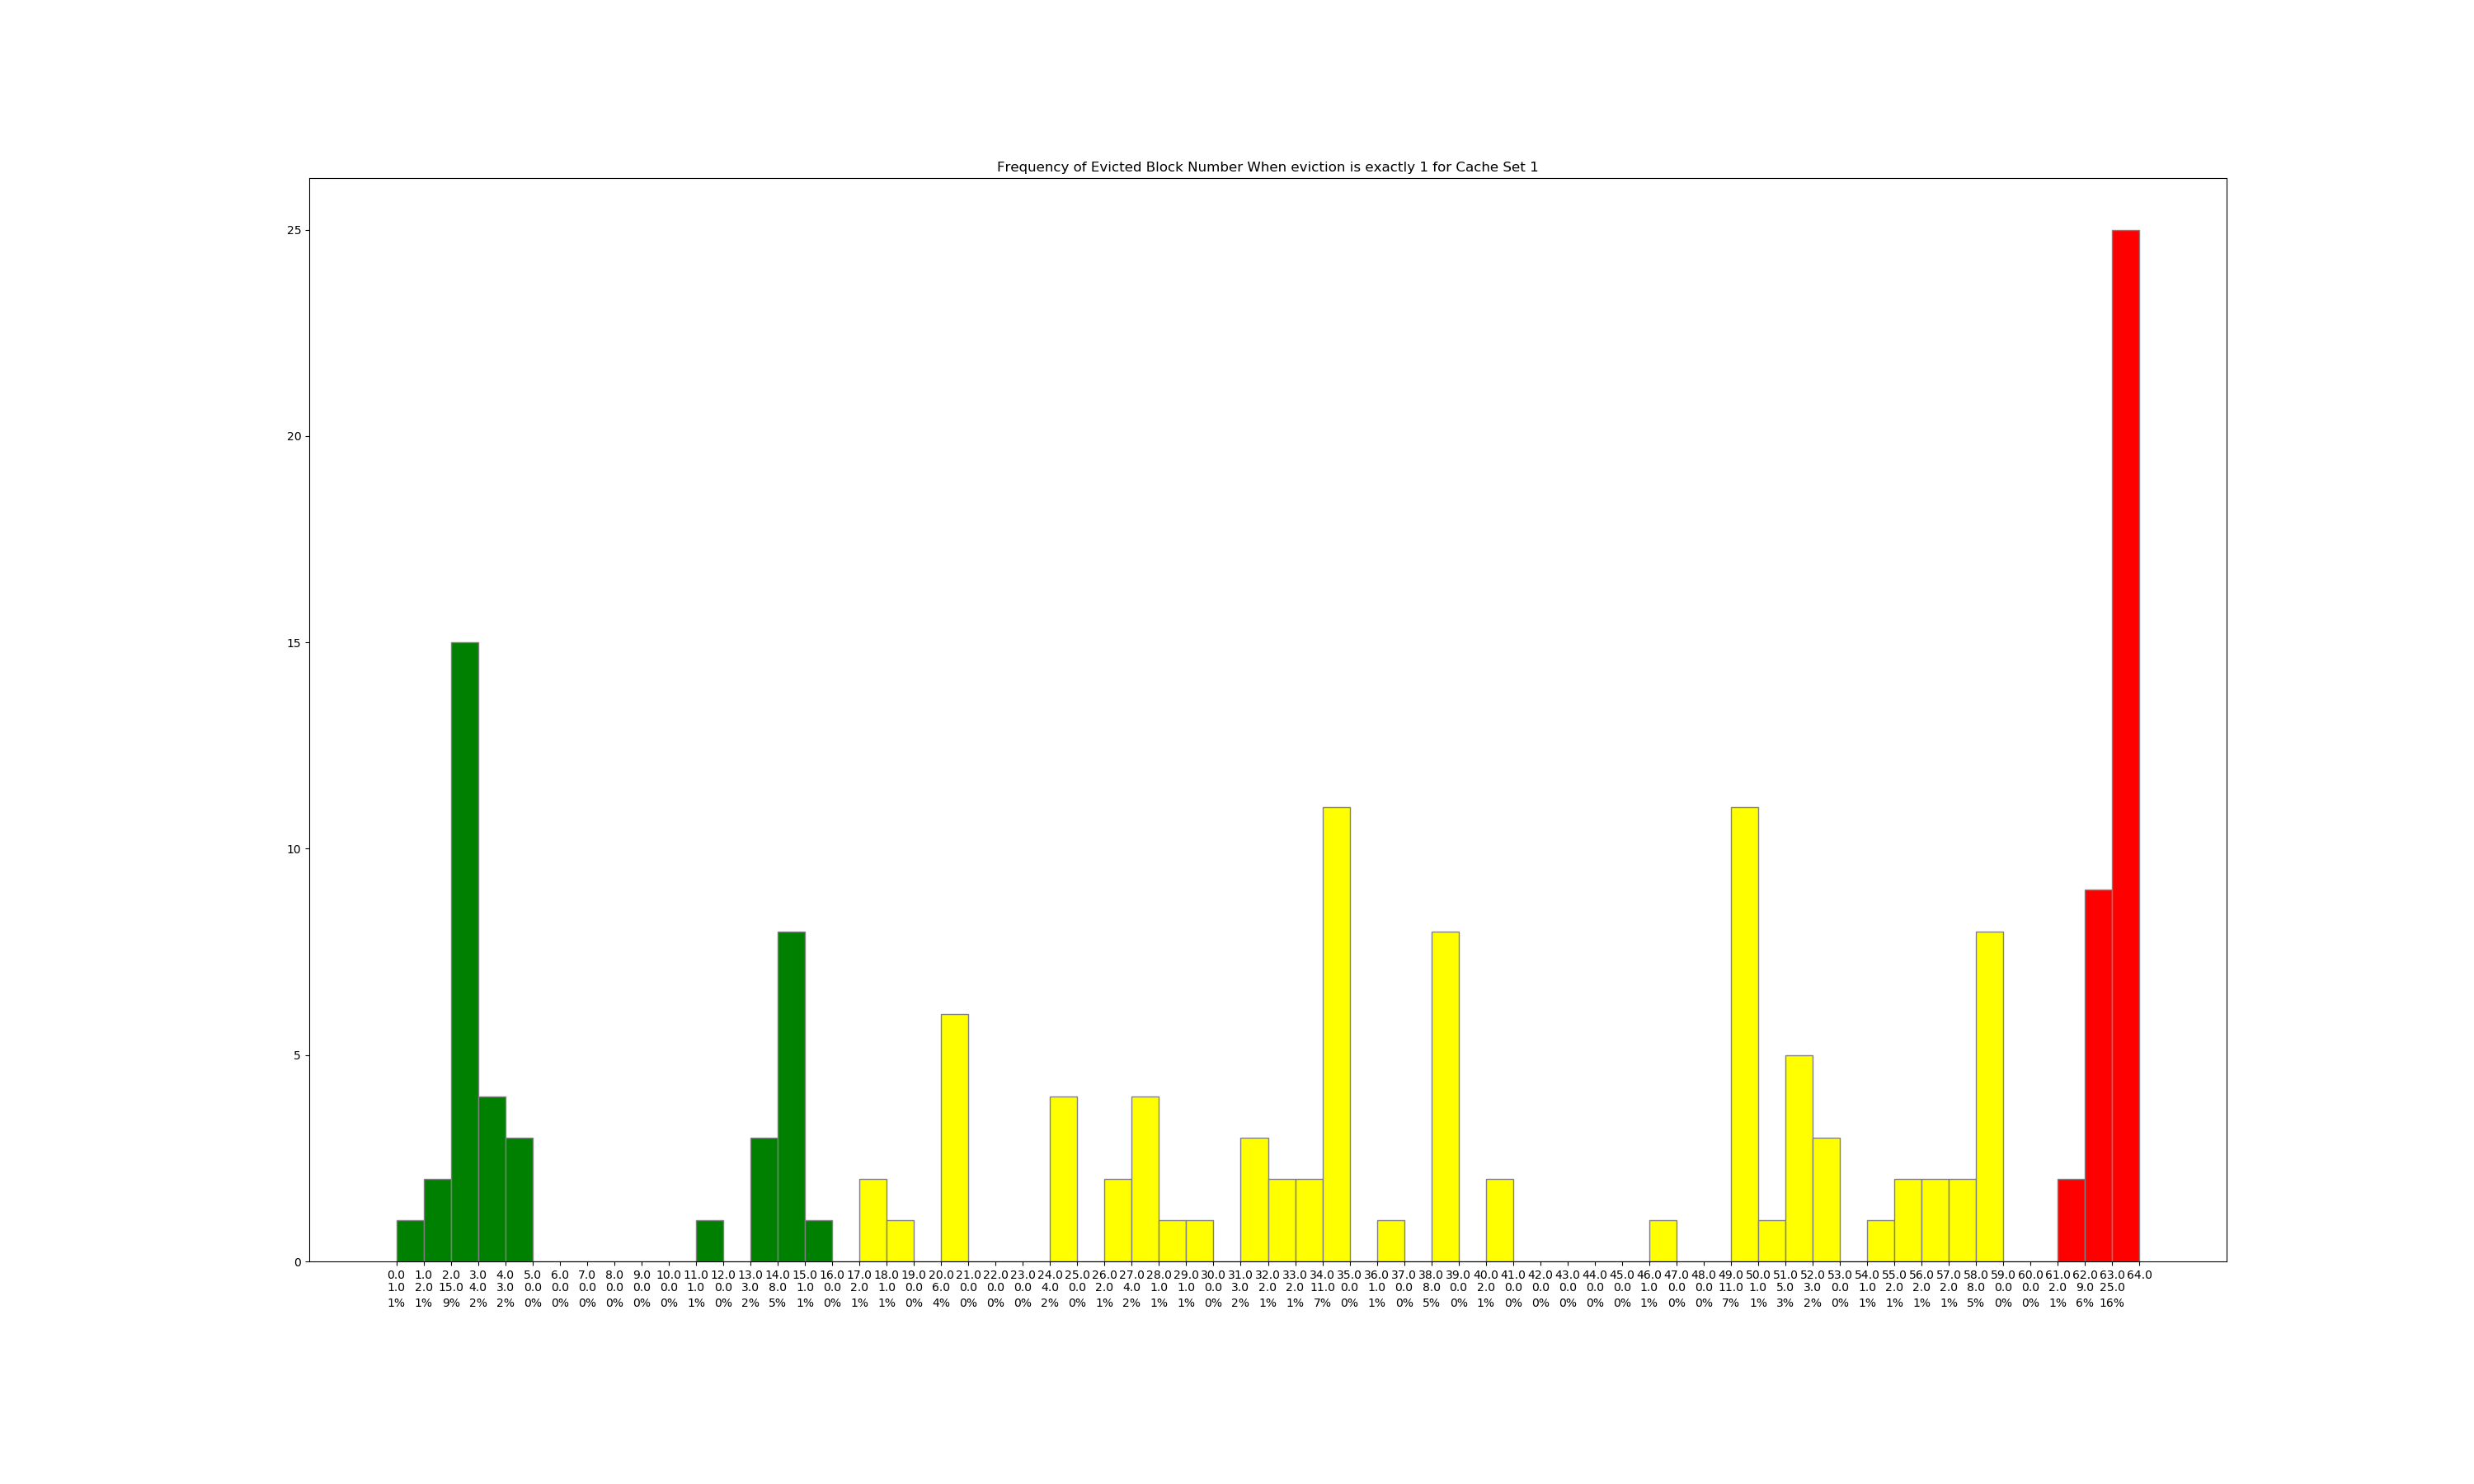 Frequency of Evicted Block Number When eviction is exactly 1 for Cache Set 1
25
20
15
10
5
0
0.0 1.0 2.0 3.0 4.0 5.0 6.0 7.0 8.0 9.0 10.0 11.0 12.0 13.0 14.0 15.0 16.0 17.0 18.0 19.0 20.0 21.0 22.0 23.0 24.0 25.0 26.0 27.0 28.0 29.0 30.0 31.0 32.0 33.0 34.0 35.0 36.0 37.0 38.0 39.0 40.0 41.0 42.0 43.0 44.0 45.0 46.0 47.0 48.0 49.0 50.0 51.0 52.0 53.0 54.0 55.0 56.0 57.0 58.0 59.0 60.0 61.0 62.0 63.0 64.0
1.0 2.0 15.0 4.0 3.0 0.0 0.0 0.0 0.0 0.0 0.0 1.0 0.0 3.0 8.0 1.0 0.0 2.0 1.0 0.0 6.0 0.0 0.0 0.0 4.0 0.0 2.0 4.0 1.0 1.0 0.0 3.0 2.0 2.0 11.0 0.0 1.0 0.0 8.0 0.0 2.0 0.0 0.0 0.0 0.0 0.0 1.0 0.0 0.0 11.0 1.0 5.0 3.0 0.0 1.0 2.0 2.0 2.0 8.0 0.0 0.0 2.0 9.0 25.0
1% 1% 9% 2% 2% 0% 0% 0% 0% 0% 0% 1% 0% 2% 5% 1% 0% 1% 1% 0% 4% 0% 0% 0% 2% 0% 1% 2% 1% 1% 0% 2% 1% 1% 7% 0% 1% 0% 5% 0% 1% 0% 0% 0% 0% 0% 1% 0% 0% 7% 1% 3% 2% 0% 1% 1% 1% 1% 5% 0% 0% 1% 6% 16%